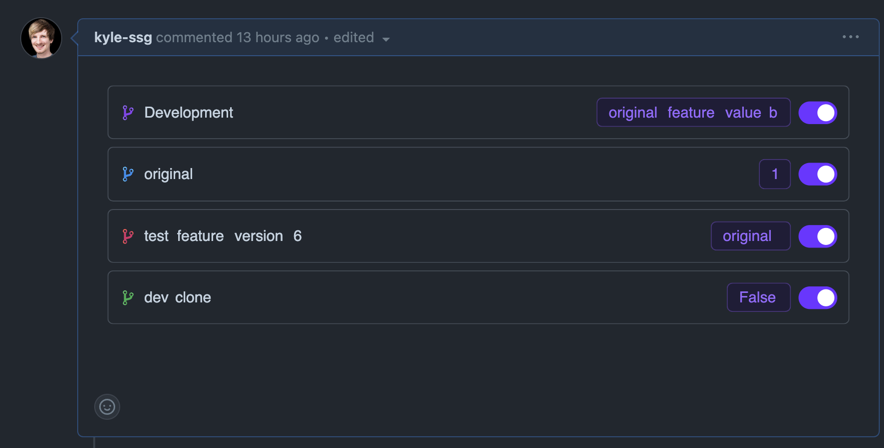 kyle-ssg commented 13 hours ago • edited
Development original feature value b
original 1
test feature version 6 original
dev clone False